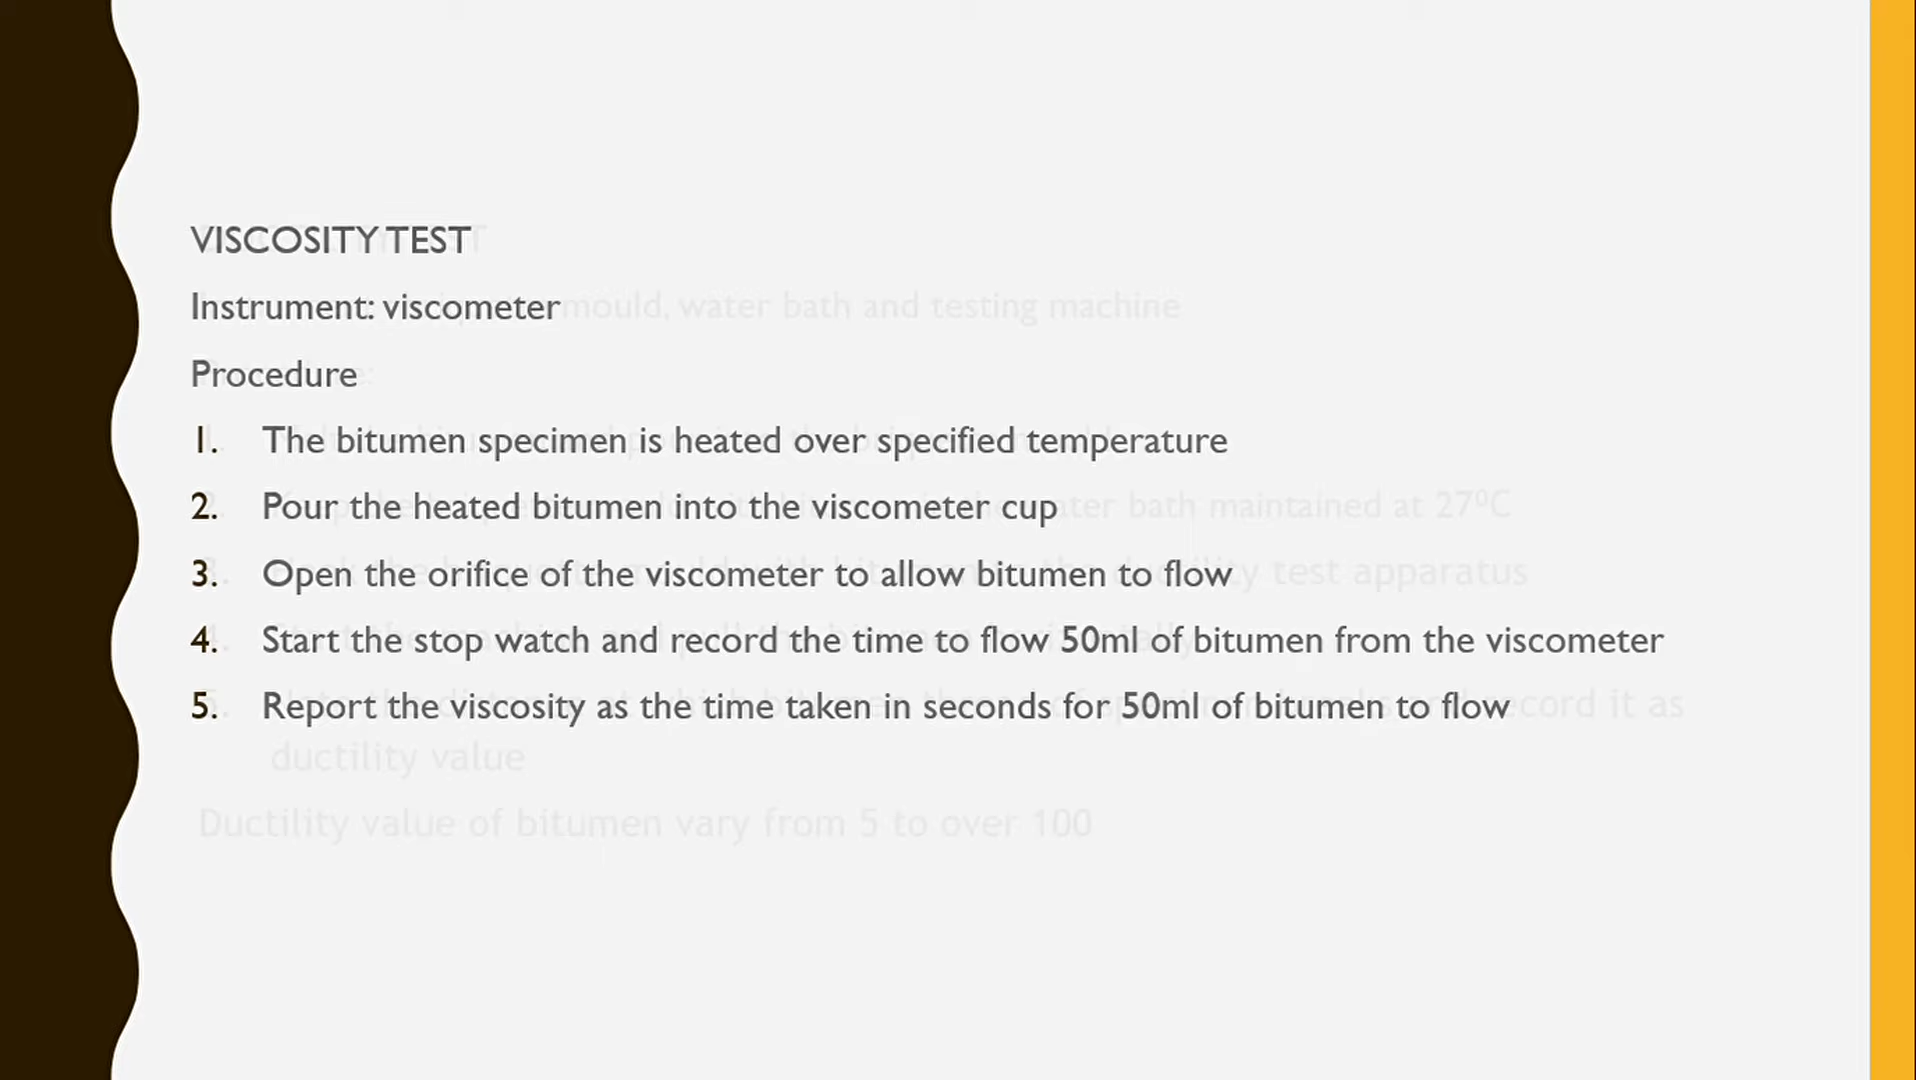 VISCOSITY TEST
Instrument: viscometer
mould, water bath and testing machine
Procedure
1. The bitumen specimen is heated over specified temperature
2. Pour the heated bitumen into the viscometer cup
water bath maintained at 27⁰C
3. Open the orifice of the viscometer to allow bitumen to flow
test apparatus
4. Start the stop watch and record the time to flow 50ml of bitumen from the viscometer
5. Report the viscosity as the time taken in seconds for 50ml of bitumen to flow
record it as
ductility value
Ductility value of bitumen vary from 5 to over 100